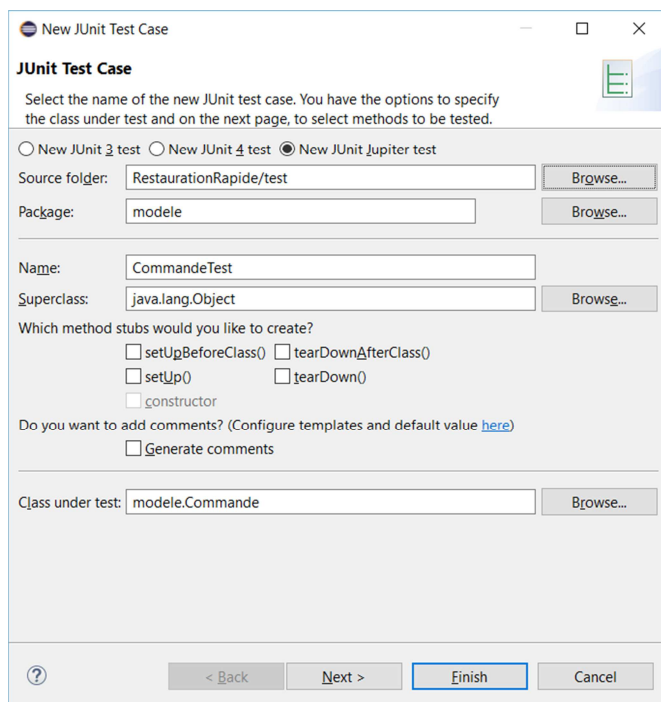 New JUnit Test Case
JUnit Test Case
Select the name of the new JUnit test case. You have the options to specify
the class under test and on the next page, to select methods to be tested.
New JUnit 3 test New JUnit 4 test New JUnit Jupiter test
Source folder: RestaurationRapide/test Browse...
Package: modele Browse...
Name: CommandeTest
Superclass: java.lang.Object Browse...
Which method stubs would you like to create?
setUpBeforeClass() tearDownAfterClass()
setUp() tearDown()
constructor
Do you want to add comments? (Configure templates and default value here)
Generate comments
Class under test: modele.Commande Browse...
? < Back Next > Finish Cancel